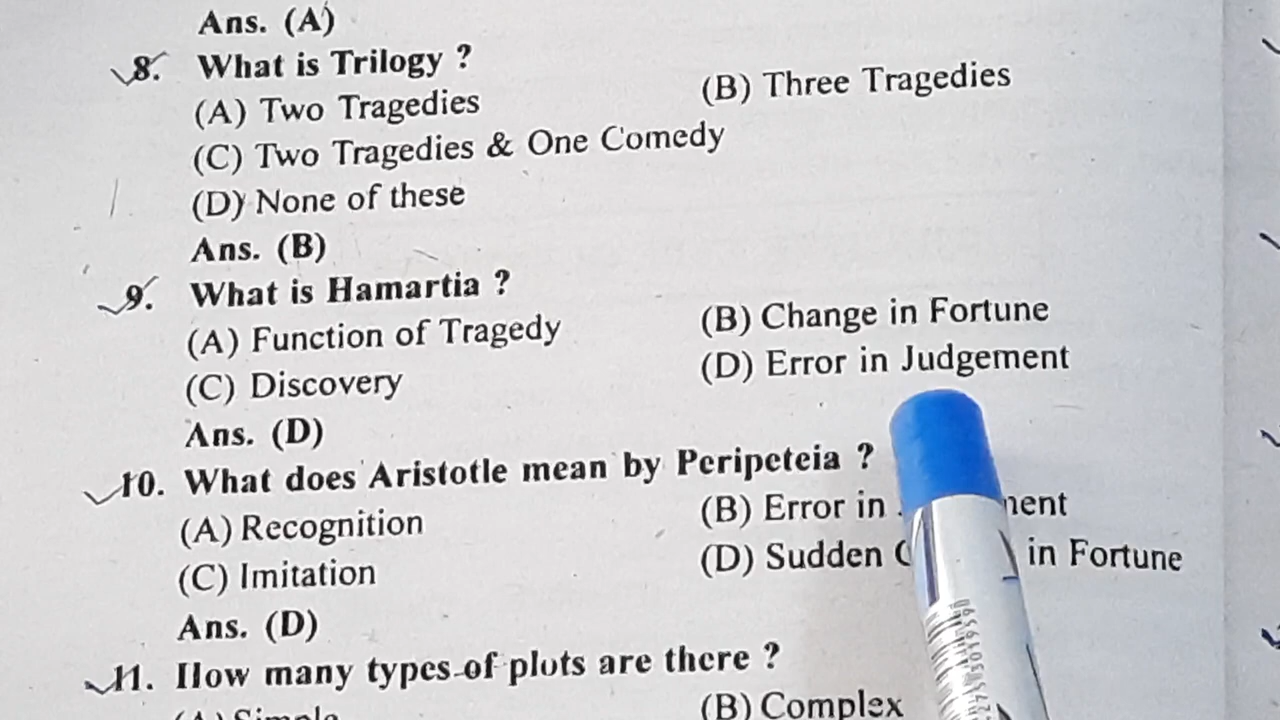 Ans. (A)
8. What is Trilogy ?
(A) Two Tragedies (B) Three Tragedies
(C) Two Tragedies & One Comedy
(D) None of these
Ans. (B)
9. What is Hamartia ?
(A) Function of Tragedy (B) Change in Fortune
(C) Discovery (D) Error in Judgement
Ans. (D)
10. What does Aristotle mean by Peripeteia ?
(A) Recognition (B) Error in
(C) Imitation (D) Sudden in Fortune
Ans. (D)
11. How many types of plots are there ?
(A) Simple (B) Complex